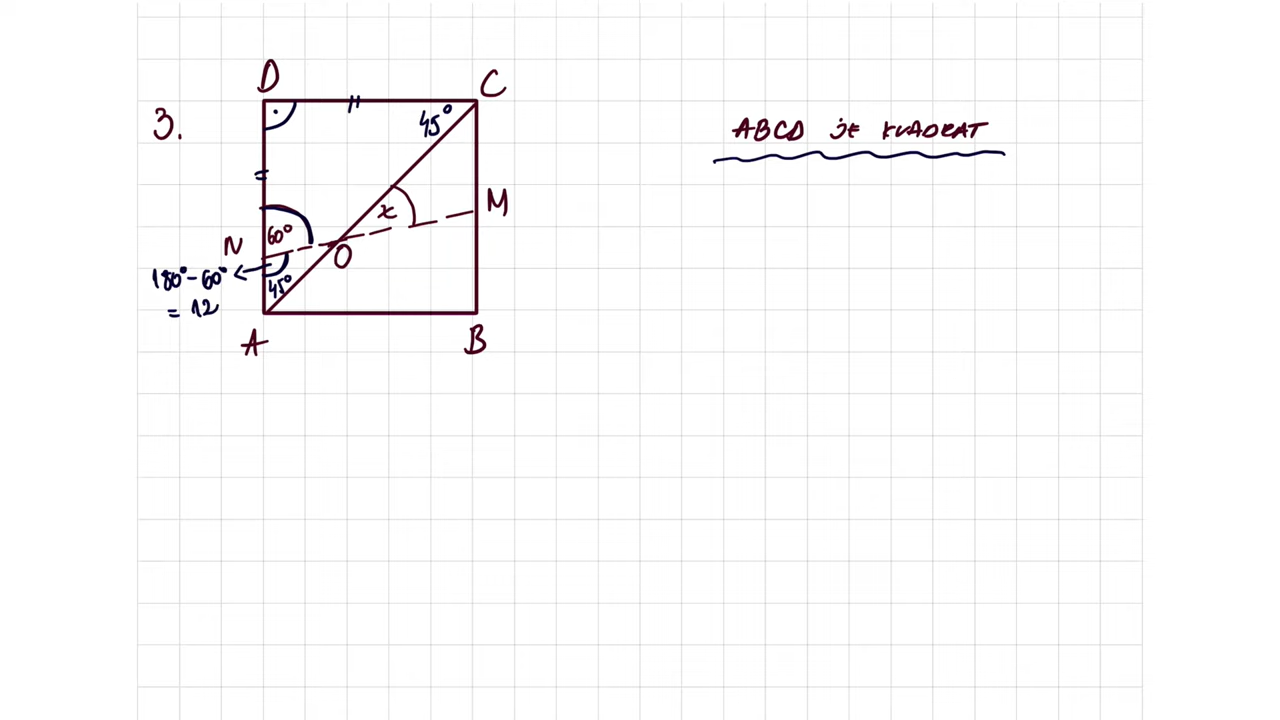 3.
D
C
45°
ABCD je KVADRAT
x
M
60°
N
O
180° - 60°
= 12
45°
A
B